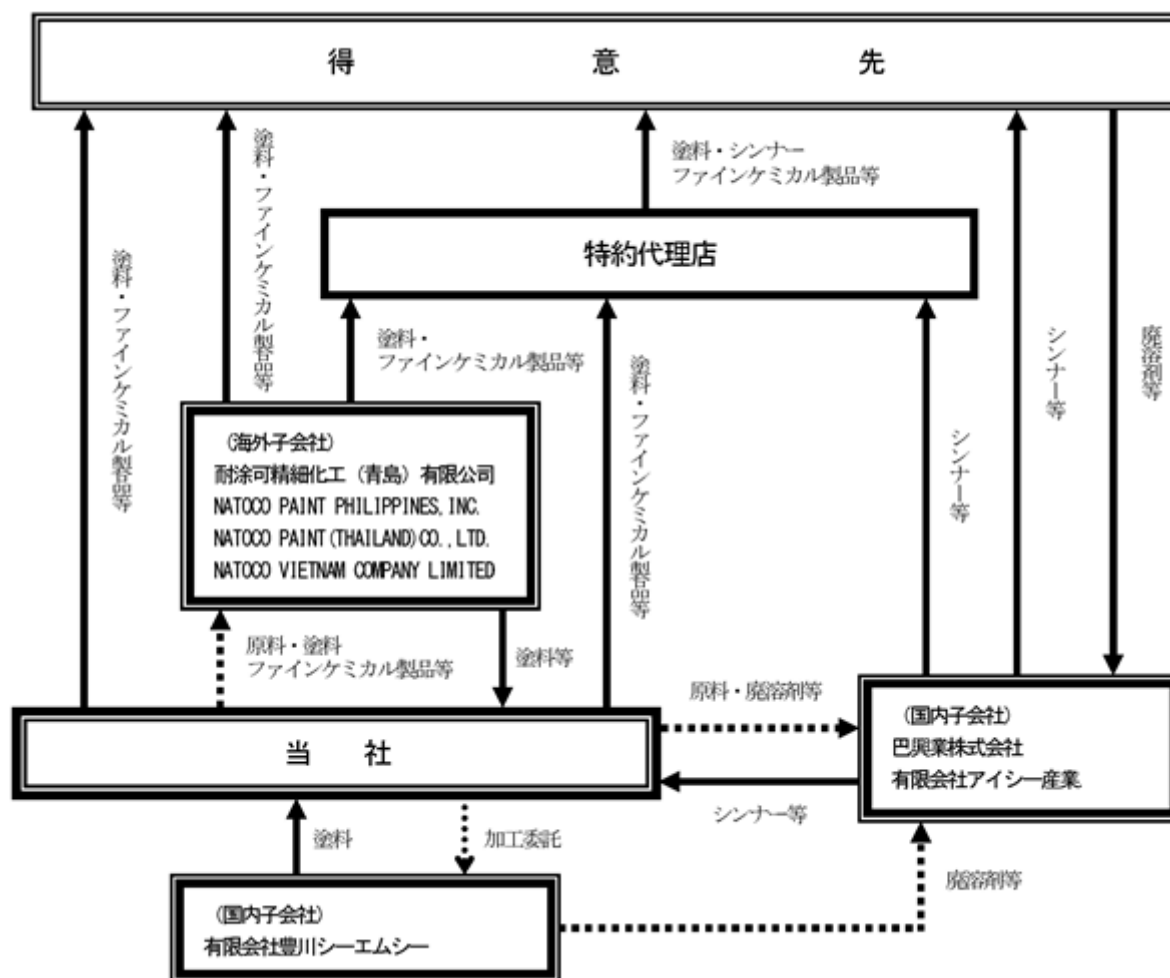 得意先
塗料・ファインケミカル製品等
塗料・ファインケミカル製品等
塗料・シンナー
ファインケミカル製品等
特約代理店
塗料・
ファインケミカル製品等
塗料・ファインケミカル製品等
シンナー等
シンナー等
廃溶剤等
(海外子会社)
耐涂可精細化工(青島)有限公司
NATOCO PAINT PHILIPPINES, INC.
NATOCO PAINT(THAILAND)CO.,LTD.
NATOCO VIETNAM COMPANY LIMITED
原料・塗料
ファインケミカル製品等
塗料等
原料・廃溶剤等
(国内子会社)
巴興業株式会社
有限会社アイシー産業
当社
シンナー等
塗料
加工委託
廃溶剤等
(国内子会社)
有限会社豊川シーエムシー